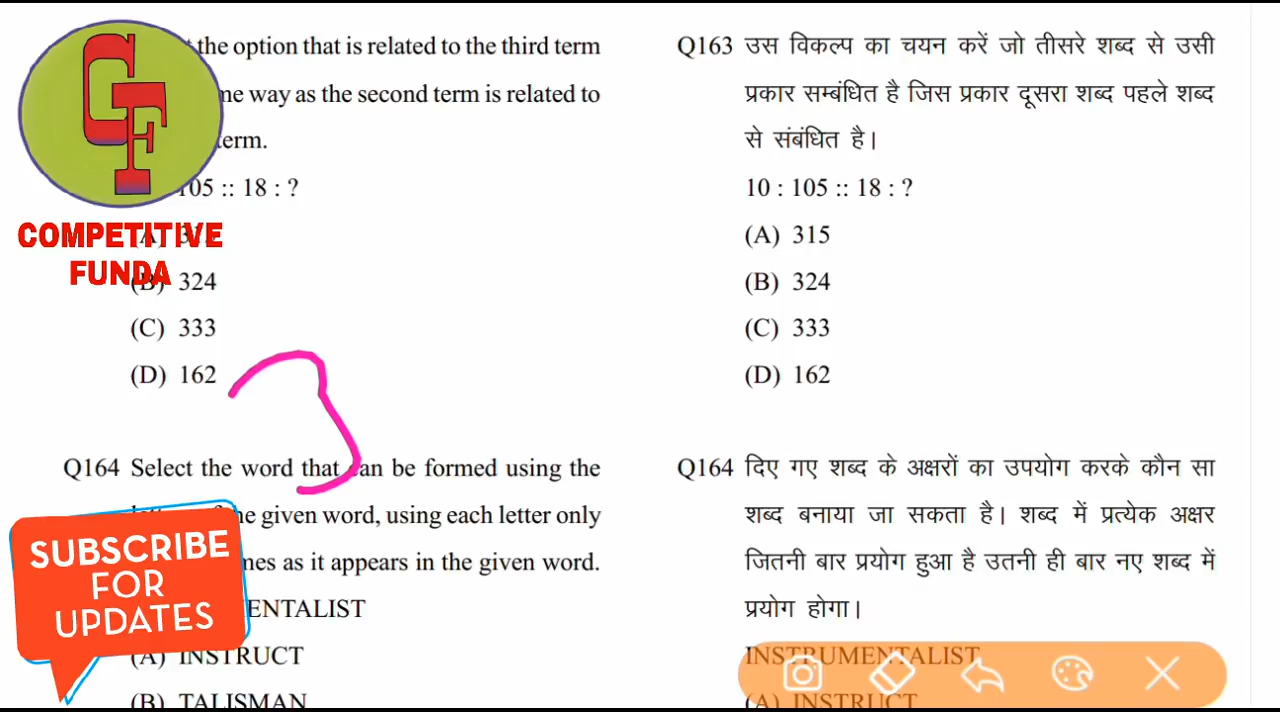 the option that is related to the third term
me way as the second term is related to
term.
105 :: 18 : ?
(A)
(B) 324
(C) 333
(D) 162
Q164 Select the word that can be formed using the
the given word, using each letter only
mes as it appears in the given word.
ENTALIST
(A) INSTRUCT
(B) TALISMAN
COMPETITIVE
FUNDA
SUBSCRIBE
FOR
UPDATES
Q163 उस विकल्प का चयन करें जो तीसरे शब्द से उसी
प्रकार सम्बंधित है जिस प्रकार दूसरा शब्द पहले शब्द
से संबंधित है।
10 : 105 :: 18 : ?
(A) 315
(B) 324
(C) 333
(D) 162
Q164 दिए गए शब्द के अक्षरों का उपयोग करके कौन सा
शब्द बनाया जा सकता है। शब्द में प्रत्येक अक्षर
जितनी बार प्रयोग हुआ है उतनी ही बार नए शब्द में
प्रयोग होगा।
INSTRUMENTALIST
(A) INSTRUCT